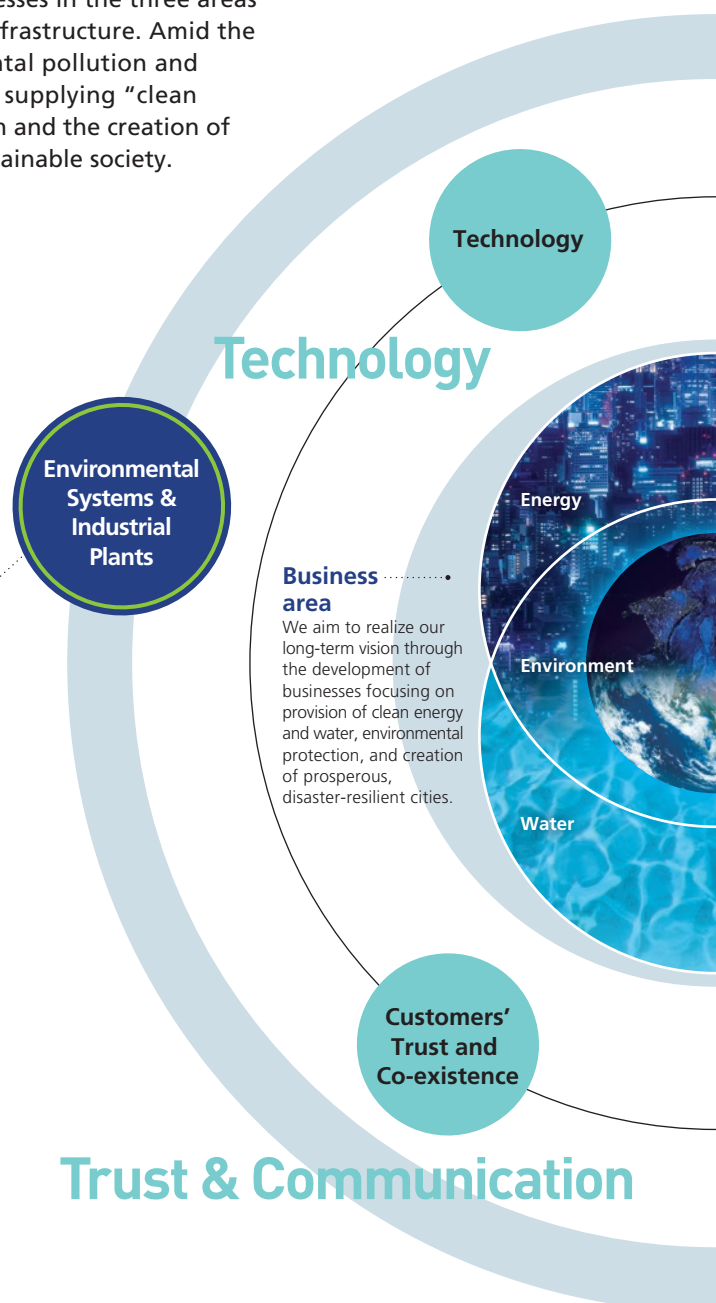 esses in the three areas
frastructure. Amid the
ntal pollution and
supplying “clean
n and the creation of
tainable society.
Technology
Technology
Environmental
Systems &
Industrial
Plants
Energy
Business
area
We aim to realize our
long-term vision through
the development of
businesses focusing on
provision of clean energy
and water, environmental
protection, and creation
of prosperous,
disaster-resilient cities.
Environment
Water
Customers’
Trust and
Co-existence
Trust & Communication